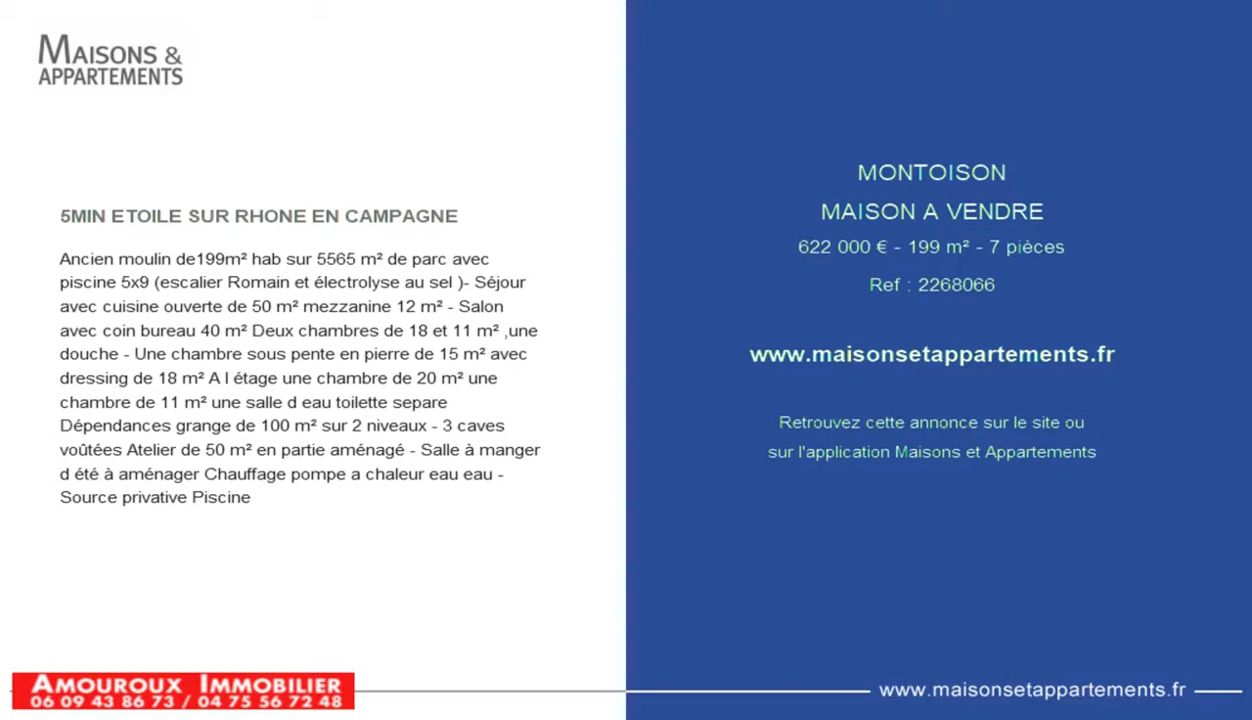 MAISONS &
APPARTEMENTS
5MIN ETOILE SUR RHONE EN CAMPAGNE
Ancien moulin de199m² hab sur 5565 m² de parc avec
piscine 5x9 (escalier Romain et électrolyse au sel )- Séjour
avec cuisine ouverte de 50 m² mezzanine 12 m² - Salon
avec coin bureau 40 m² Deux chambres de 18 et 11 m² ,une
douche - Une chambre sous pente en pierre de 15 m² avec
dressing de 18 m² A l étage une chambre de 20 m² une
chambre de 11 m² une salle d eau toilette separe
Dépendances grange de 100 m² sur 2 niveaux - 3 caves
voûtées Atelier de 50 m² en partie aménagé - Salle à manger
d été à aménager Chauffage pompe a chaleur eau eau -
Source privative Piscine
AMOUROUX IMMOBILIER
06 09 43 86 73 / 04 75 56 72 48
MONTOISON
MAISON A VENDRE
622 000 € - 199 m² - 7 pièces
Ref : 2268066
www.maisonsetappartements.fr
Retrouvez cette annonce sur le site ou
sur l'application Maisons et Appartements
www.maisonsetappartements.fr